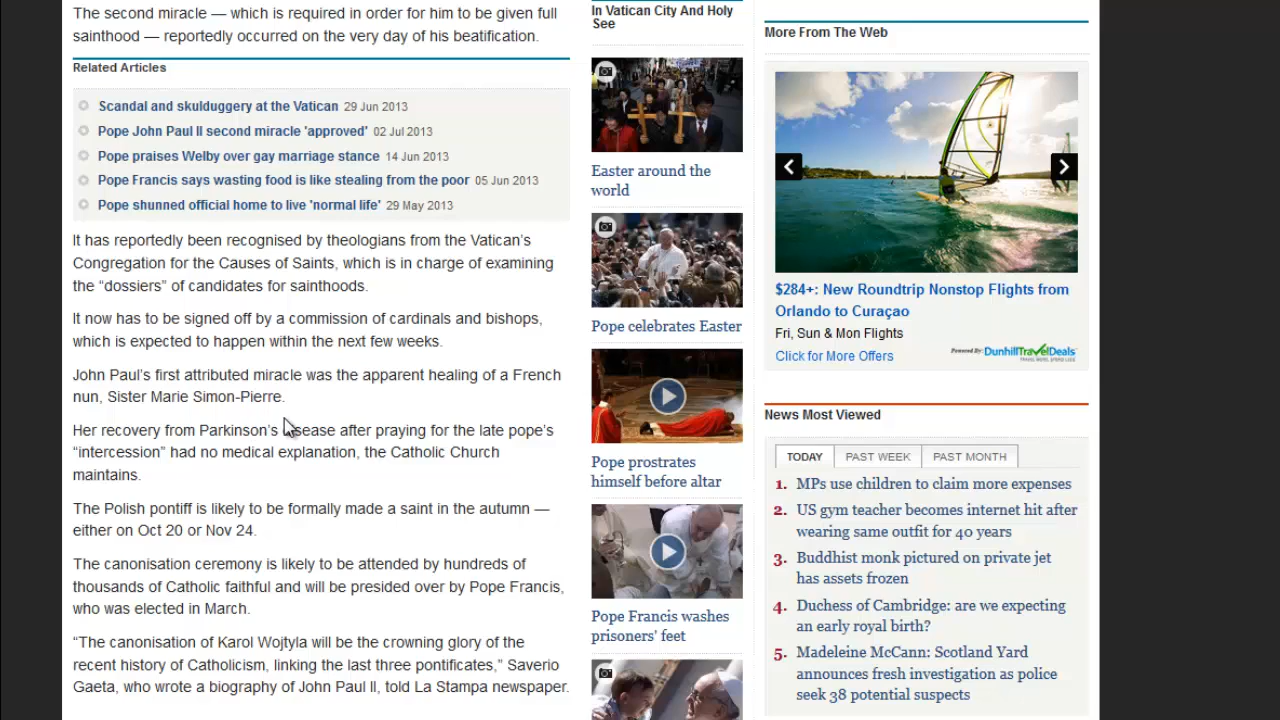 The second miracle — which is required in order for him to be given full
sainthood — reportedly occurred on the very day of his beatification.
Related Articles
Scandal and skulduggery at the Vatican 29 Jun 2013
Pope John Paul II second miracle 'approved' 02 Jul 2013
Pope praises Welby over gay marriage stance 14 Jun 2013
Pope Francis says wasting food is like stealing from the poor 05 Jun 2013
Pope shunned official home to live 'normal life' 29 May 2013
It has reportedly been recognised by theologians from the Vatican's
Congregation for the Causes of Saints, which is in charge of examining
the “dossiers” of candidates for sainthoods.
It now has to be signed off by a commission of cardinals and bishops,
which is expected to happen within the next few weeks.
John Paul's first attributed miracle was the apparent healing of a French
nun, Sister Marie Simon-Pierre.
Her recovery from Parkinson's disease after praying for the late pope's
“intercession” had no medical explanation, the Catholic Church
maintains.
The Polish pontiff is likely to be formally made a saint in the autumn —
either on Oct 20 or Nov 24.
The canonisation ceremony is likely to be attended by hundreds of
thousands of Catholic faithful and will be presided over by Pope Francis,
who was elected in March.
“The canonisation of Karol Wojtyla will be the crowning glory of the
recent history of Catholicism, linking the last three pontificates,” Saverio
Gaeta, who wrote a biography of John Paul II, told La Stampa newspaper.
In Vatican City And Holy
See
Easter around the
world
Pope celebrates Easter
Pope prostrates
himself before altar
Pope Francis washes
prisoners' feet
More From The Web
$284+: New Roundtrip Nonstop Flights from
Orlando to Curaçao
Fri, Sun & Mon Flights
Click for More Offers
Powered By: DunhillTravelDeals
News Most Viewed
TODAY PAST WEEK PAST MONTH
1. MPs use children to claim more expenses
2. US gym teacher becomes internet hit after
wearing same outfit for 40 years
3. Buddhist monk pictured on private jet
has assets frozen
4. Duchess of Cambridge: are we expecting
an early royal birth?
5. Madeleine McCann: Scotland Yard
announces fresh investigation as police
seek 38 potential suspects